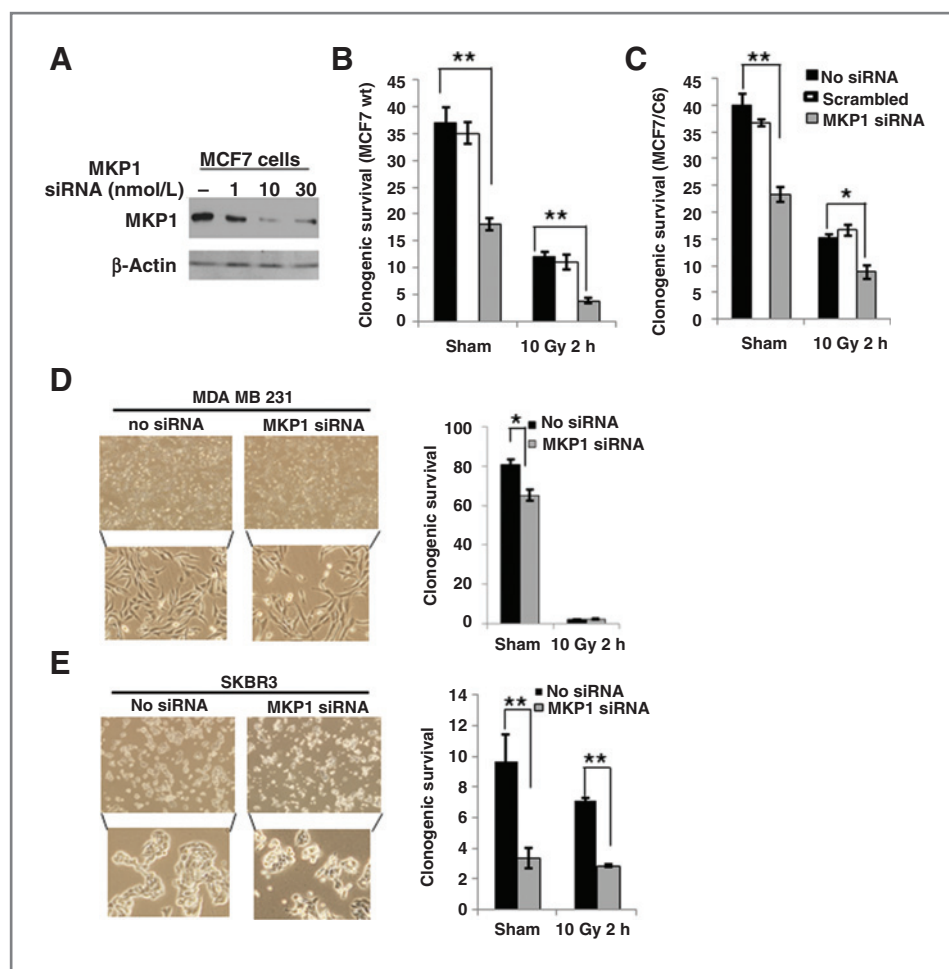 A
MKP1
siRNA (nmol/L)
MCF7 cells
– 1 10 30
MKP1
β-Actin
B
Clonogenic survival (MCF7 wt)
45
40
35
30
25
20
15
10
5
0
**
**
Sham 10 Gy 2 h
C
Clonogenic survival (MCF7/C6)
45
40
35
30
25
20
15
10
5
0
**
*
No siRNA
Scrambled
MKP1 siRNA
Sham 10 Gy 2 h
D
MDA MB 231
no siRNA MKP1 siRNA
Clonogenic survival
100
80
60
40
20
0
*
No siRNA
MKP1 siRNA
Sham 10 Gy 2 h
E
SKBR3
No siRNA MKP1 siRNA
Clonogenic survival
14
12
10
8
6
4
2
0
**
**
No siRNA
MKP1 siRNA
Sham 10 Gy 2 h